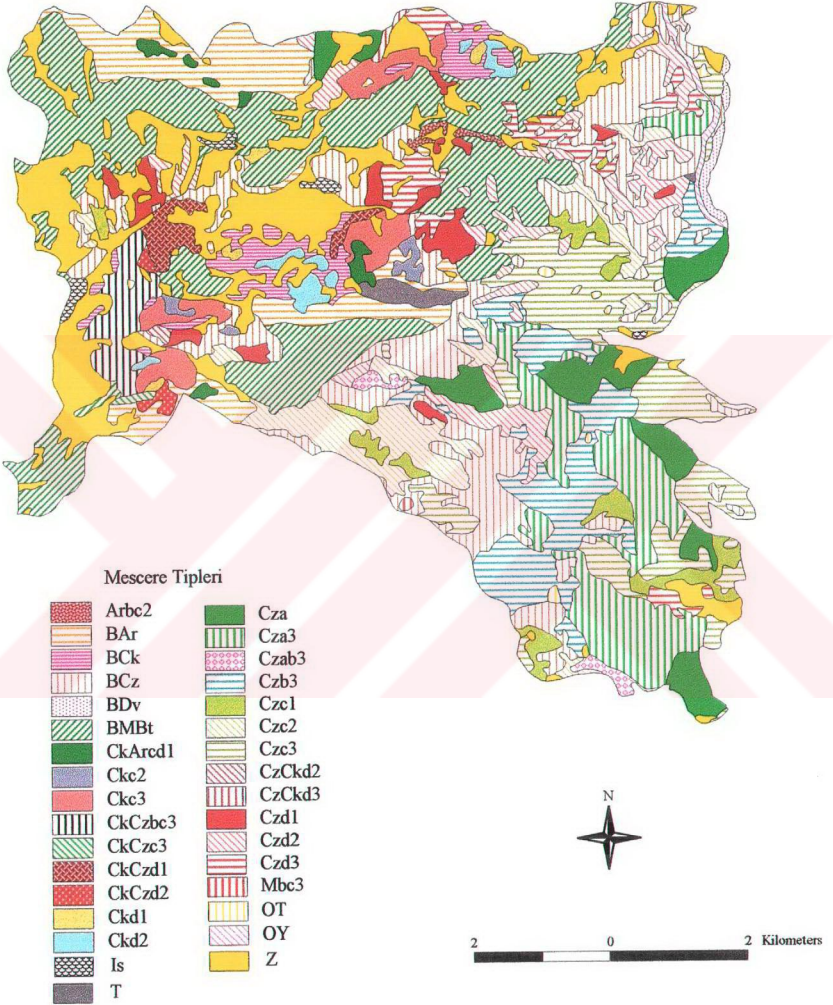 Mescere Tipleri
Arbc2
BAr
BCk
BCz
BDv
BMBt
CkArcd1
Ckc2
Ckc3
CkCzbc3
CkCzc3
CkCzd1
CkCzd2
Ckd1
Ckd2
Is
T
Cza
Cza3
Czab3
Czb3
Czc1
Czc2
Czc3
CzCkd2
CzCkd3
Czd1
Czd2
Czd3
Mbc3
OT
OY
Z
N
2 0 2 Kilometers